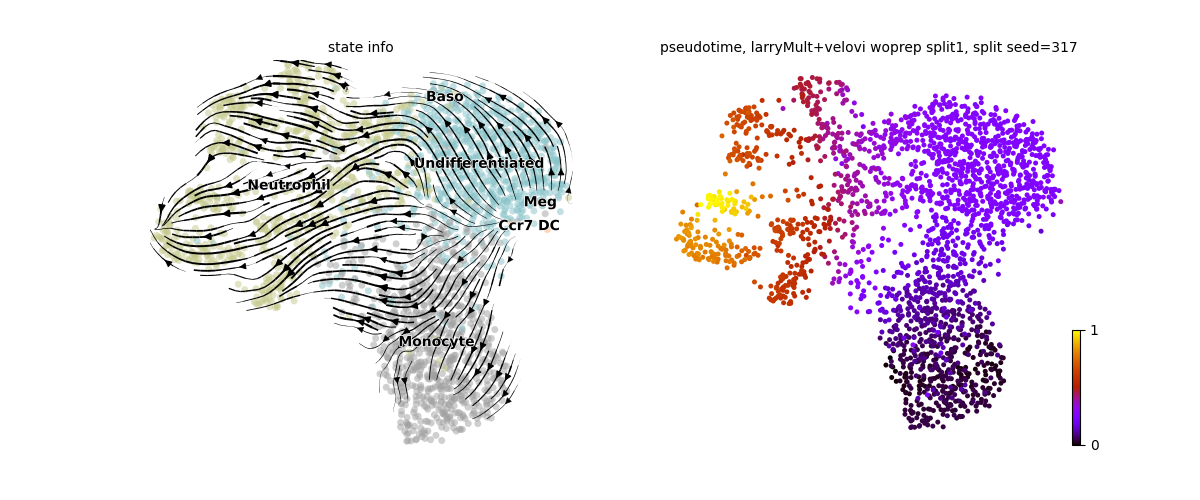 state info
pseudotime, larryMult+velovi woprep split1, split seed=317
Baso
Undifferentiated
Neutrophil
Meg
Ccr7 DC
Monocyte
1
0